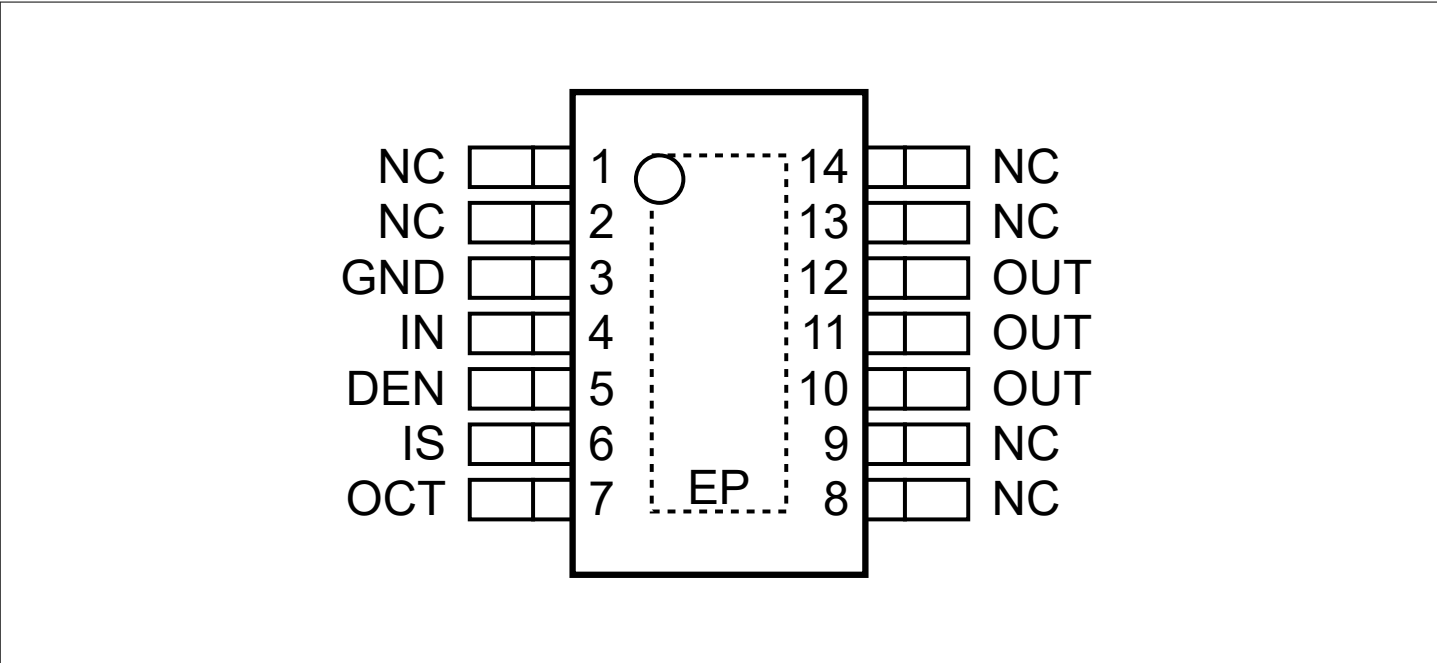 NC 1 14 NC
NC 2 13 NC
GND 3 12 OUT
IN 4 11 OUT
DEN 5 10 OUT
IS 6 9 NC
OCT 7 EP 8 NC